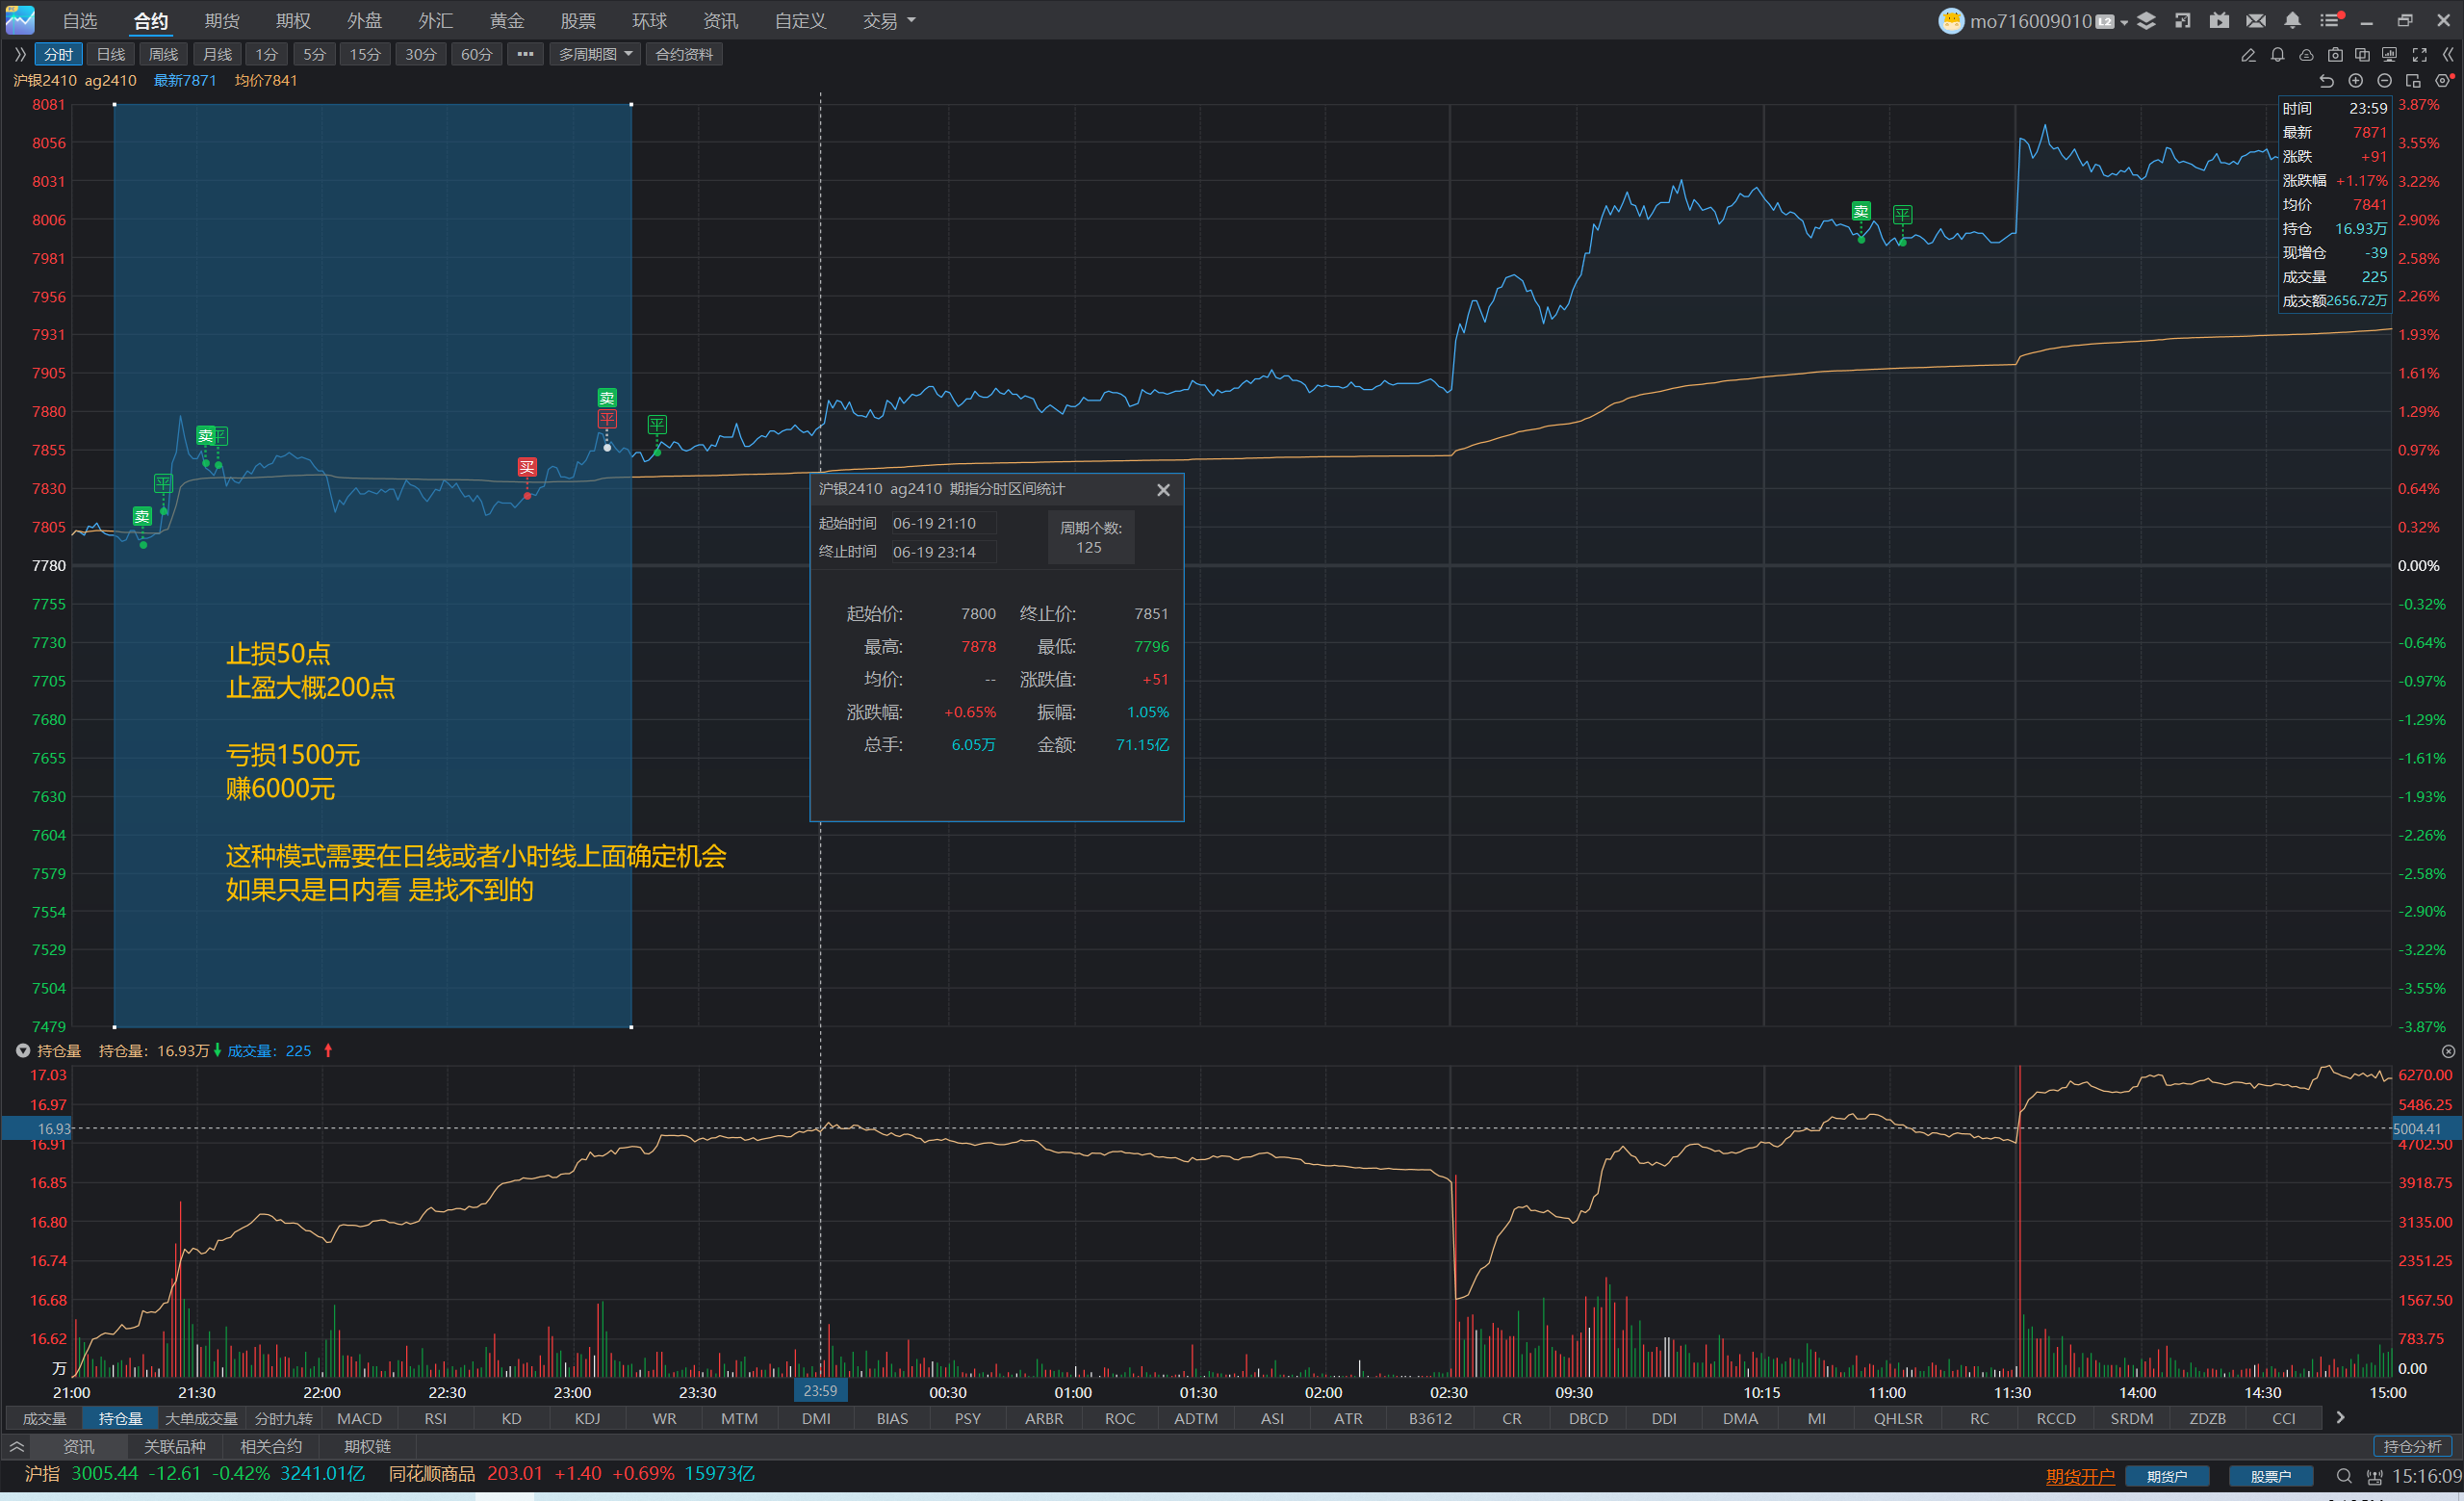 自选 合约 期货 期权 外盘 外汇 黄金 股票 环球 资讯 自定义 交易 mo716009010 L2
分时 日线 周线 月线 1分 5分 15分 30分 60分 ••• 多周期图 合约资料
沪银2410 ag2410 最新7871 均价7841
8081 3.87%
8056 3.55%
8031 3.22%
8006 2.90%
7981 2.58%
7956 2.26%
7931 1.93%
7905 1.61%
7880 1.29%
7855 0.97%
7830 0.64%
7805 0.32%
7780 0.00%
7755 -0.32%
7730 -0.64%
7705 -0.97%
7680 -1.29%
7655 -1.61%
7630 -1.93%
7604 -2.26%
7579 -2.58%
7554 -2.90%
7529 -3.22%
7504 -3.55%
7479 -3.87%
时间 23:59
最新 7871
涨跌 +91
涨跌幅 +1.17%
均价 7841
持仓 16.93万
现增仓 -39
成交量 225
成交额2656.72万
卖 平
卖 平
买
卖
平
平
卖 平
止损50点
止盈大概200点
亏损1500元
赚6000元
这种模式需要在日线或者小时线上面确定机会
如果只是日内看 是找不到的
沪银2410 ag2410 期指分时区间统计
起始时间 06-19 21:10
终止时间 06-19 23:14
周期个数:
125
起始价: 7800 终止价: 7851
最高: 7878 最低: 7796
均价: -- 涨跌值: +51
涨跌幅: +0.65% 振幅: 1.05%
总手: 6.05万 金额: 71.15亿
持仓量 持仓量: 16.93万 成交量: 225
17.03 6270.00
16.97 5486.25
16.93 5004.41
16.91 4702.50
16.85 3918.75
16.80 3135.00
16.74 2351.25
16.68 1567.50
16.62 783.75
万 0.00
21:00 21:30 22:00 22:30 23:00 23:30 23:59 00:30 01:00 01:30 02:00 02:30 09:30 10:15 11:00 11:30 14:00 14:30 15:00
成交量 持仓量 大单成交量 分时九转 MACD RSI KD KDJ WR MTM DMI BIAS PSY ARBR ROC ADTM ASI ATR B3612 CR DBCD DDI DMA MI QHLSR RC RCCD SRDM ZDZB CCI
资讯 关联品种 相关合约 期权链 持仓分析
沪指 3005.44 -12.61 -0.42% 3241.01亿 同花顺商品 203.01 +1.40 +0.69% 15973亿 期货开户 期货户 股票户 15:16:09